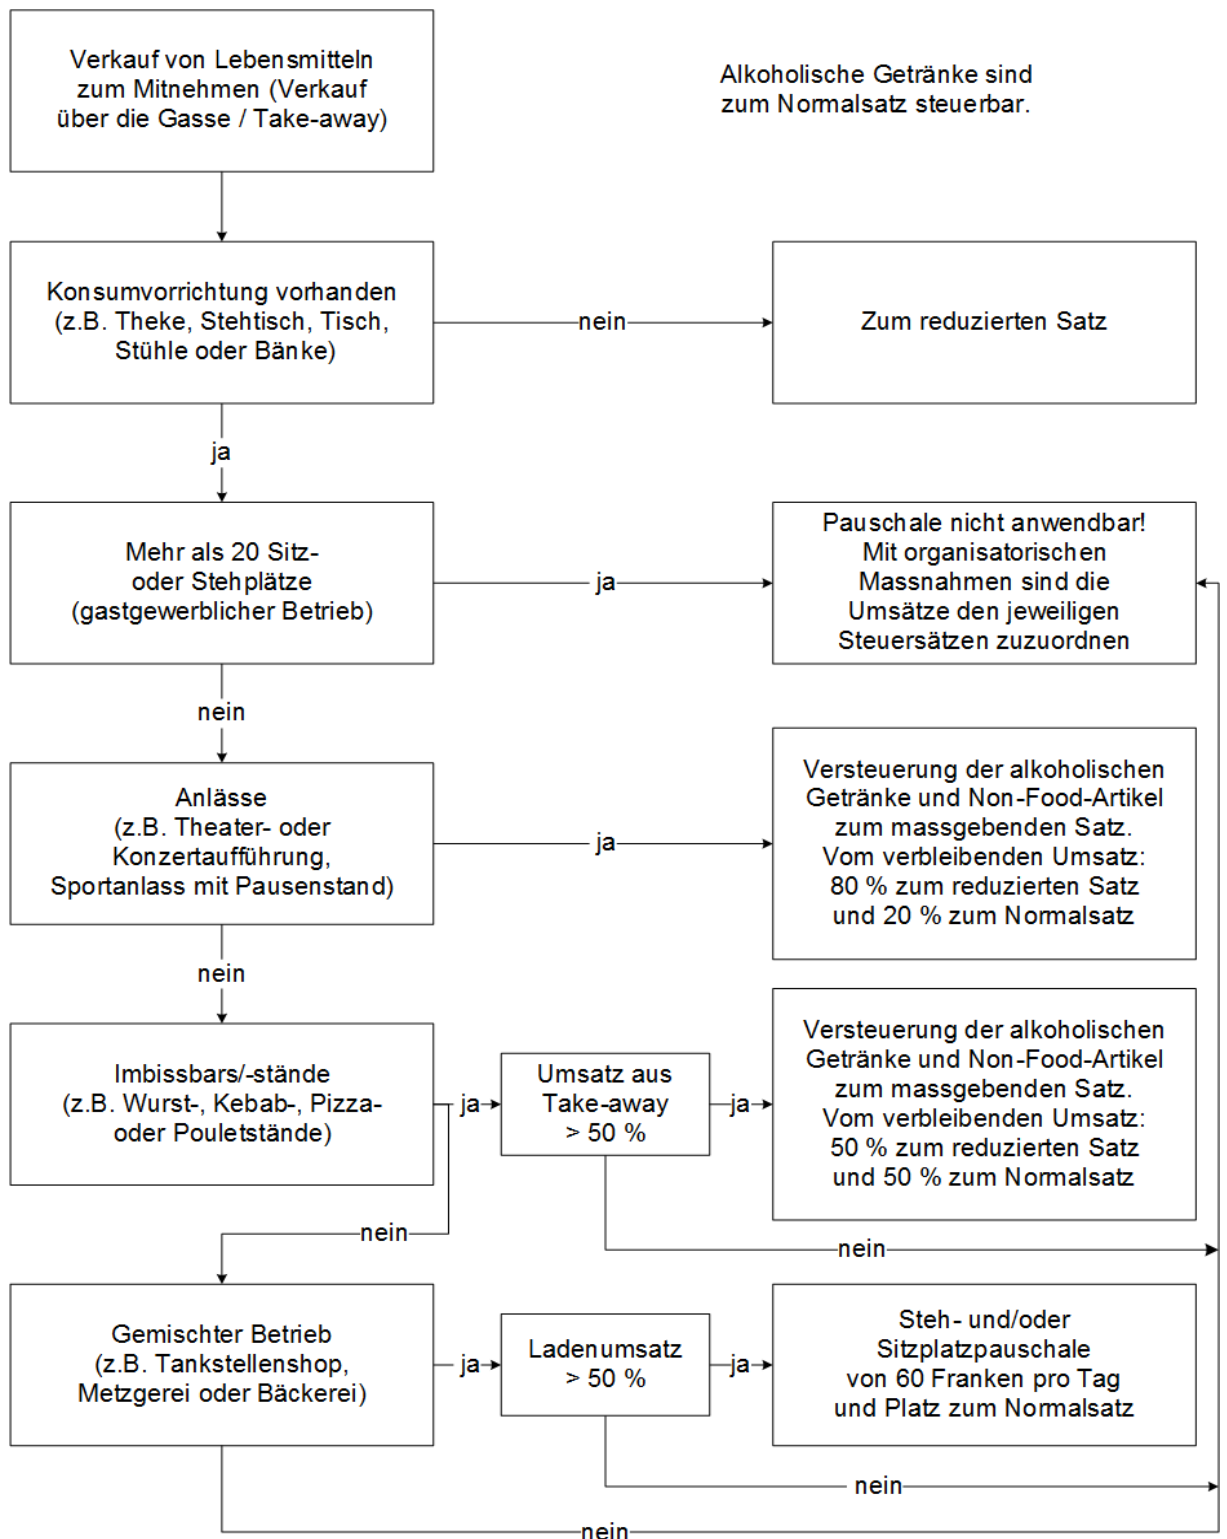 Verkauf von Lebensmitteln
zum Mitnehmen (Verkauf
über die Gasse / Take-away)
Alkoholische Getränke sind
zum Normalsatz steuerbar.
Konsumvorrichtung vorhanden
(z.B. Theke, Stehtisch, Tisch,
Stühle oder Bänke)
nein
Zum reduzierten Satz
ja
Mehr als 20 Sitz-
oder Stehplätze
(gastgewerblicher Betrieb)
ja
Pauschale nicht anwendbar!
Mit organisatorischen
Massnahmen sind die
Umsätze den jeweiligen
Steuersätzen zuzuordnen
nein
Anlässe
(z.B. Theater- oder
Konzertaufführung,
Sportanlass mit Pausenstand)
ja
Versteuerung der alkoholischen
Getränke und Non-Food-Artikel
zum massgebenden Satz.
Vom verbleibenden Umsatz:
80 % zum reduzierten Satz
und 20 % zum Normalsatz
nein
Imbissbars/-stände
(z.B. Wurst-, Kebab-, Pizza-
oder Pouletstände)
ja
Umsatz aus
Take-away
> 50 %
ja
Versteuerung der alkoholischen
Getränke und Non-Food-Artikel
zum massgebenden Satz.
Vom verbleibenden Umsatz:
50 % zum reduzierten Satz
und 50 % zum Normalsatz
nein
nein
Gemischter Betrieb
(z.B. Tankstellenshop,
Metzgerei oder Bäckerei)
ja
Ladenumsatz
> 50 %
ja
Steh- und/oder
Sitzplatzpauschale
von 60 Franken pro Tag
und Platz zum Normalsatz
nein
nein